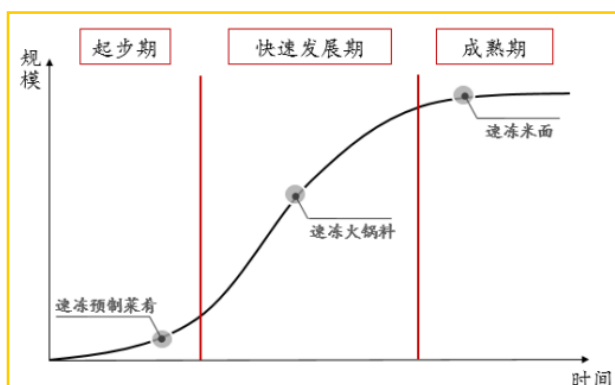 起步期
快速发展期
成熟期
规模
速冻米面
速冻火锅料
速冻预制菜肴
时间